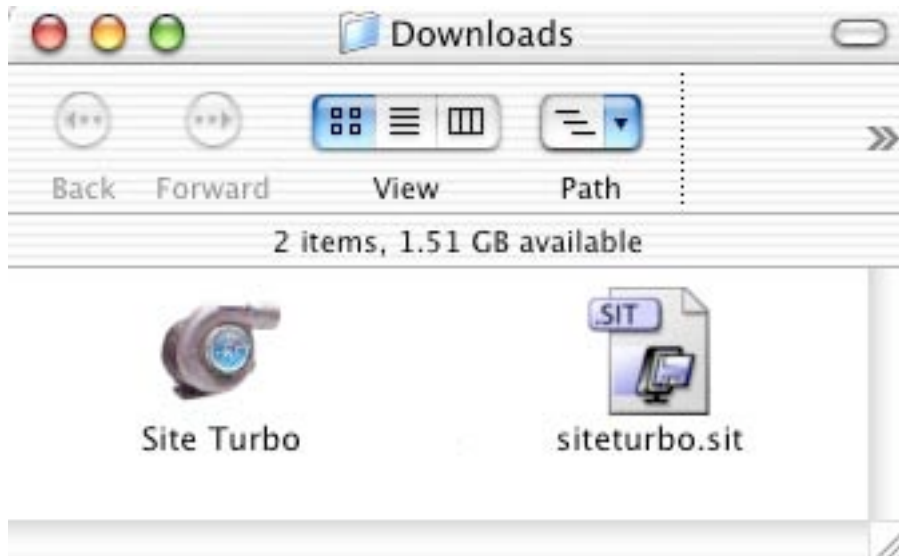 Downloads
Back Forward View Path
2 items, 1.51 GB available
.SIT
Site Turbo siteturbo.sit